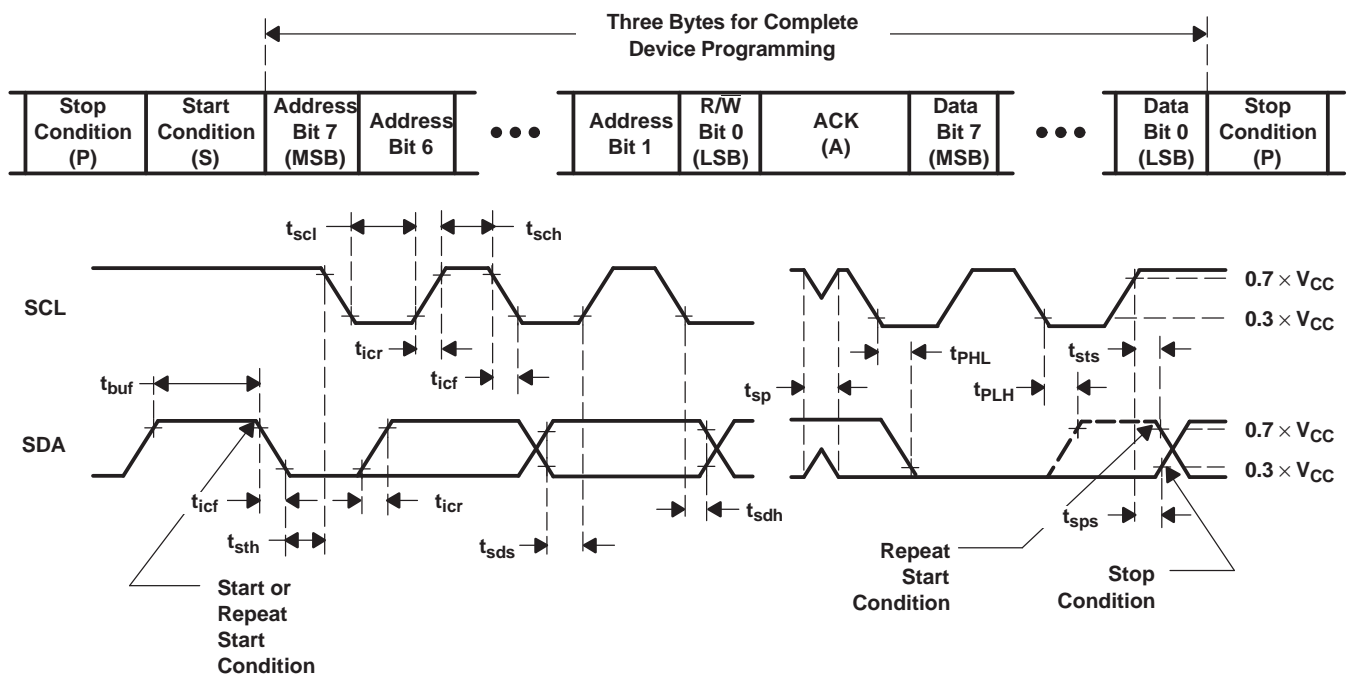 Three Bytes for Complete
Device Programming
Stop
Condition
(P)
Start
Condition
(S)
Address
Bit 7
(MSB)
Address
Bit 6
•••
Address
Bit 1
R/W̅
Bit 0
(LSB)
ACK
(A)
Data
Bit 7
(MSB)
•••
Data
Bit 0
(LSB)
Stop
Condition
(P)
tscl
tsch
SCL
0.7 × VCC
0.3 × VCC
ticr
ticf
tPHL
tsts
tbuf
tsp
tPLH
SDA
0.7 × VCC
0.3 × VCC
ticf
ticr
tsth
tsds
tsdh
tsps
Start or
Repeat
Start
Condition
Repeat
Start
Condition
Stop
Condition